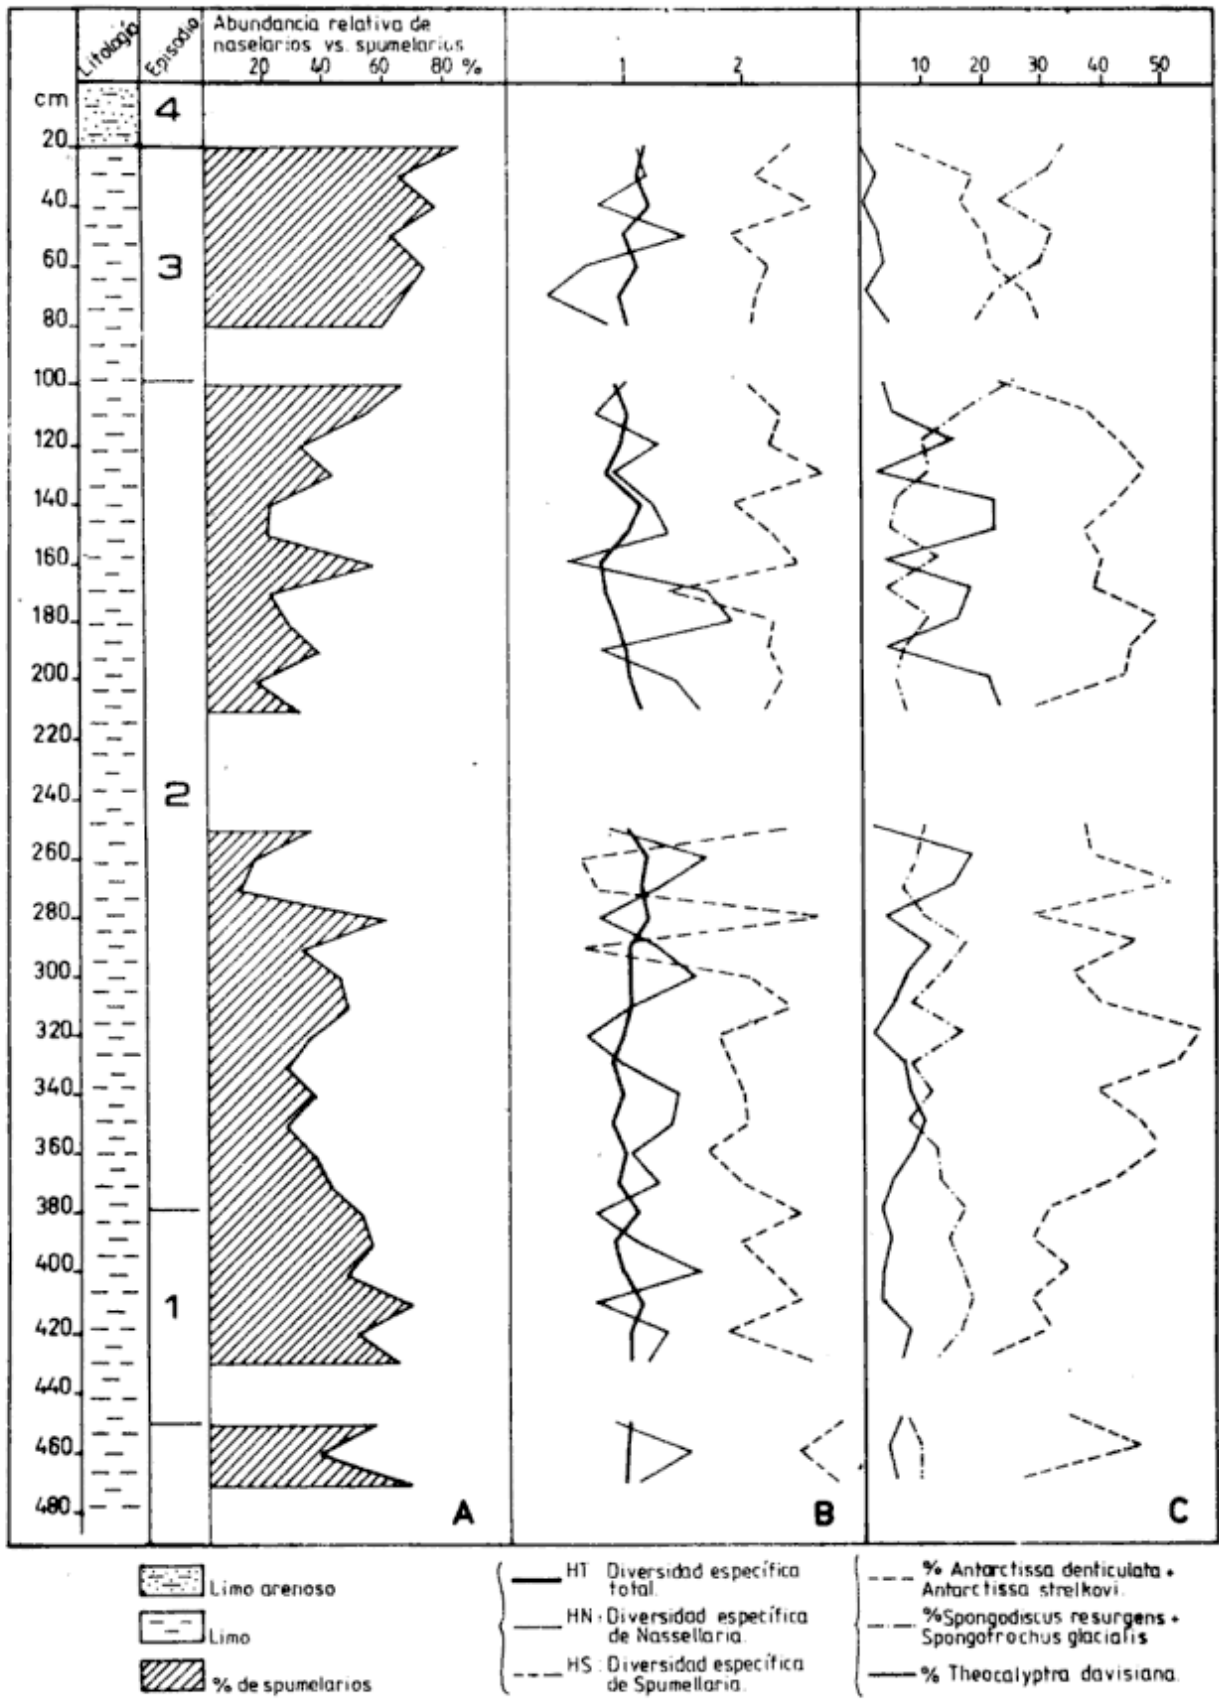 Litología
Episodio
Abundancia relativa de
naselarios vs. spumelarios
20 40 60 80 %
1 2
10 20 30 40 50
cm
4
20
40
60
3
80
100
120
140
160
180
200
220
240
2
260
280
300
320
340
360
380
400
1
420
440
460
480
A
B
C
Limo arenoso
Limo
% de spumelarios
HT Diversidad específica
total.
HN: Diversidad específica
de Nassellaria.
HS: Diversidad específica
de Spumellaria.
% Antarctissa denticulata +
Antarctissa strelkovi.
% Spongodiscus resurgens +
Spongotrochus glacialis
% Theocalyptra davisiana.